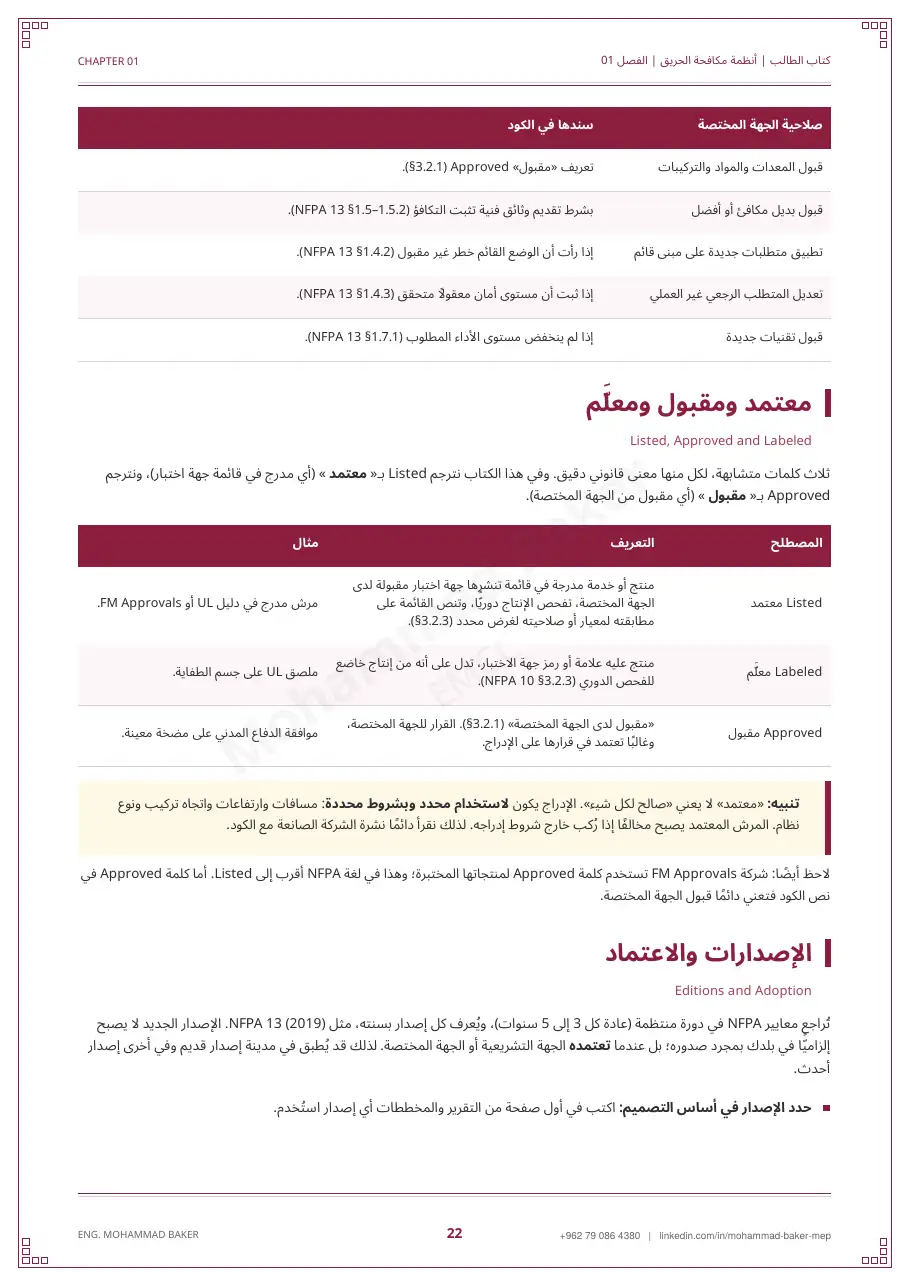 كتاب الطالب | أنظمة مكافحة الحريق | الفصل 01
CHAPTER 01
صلاحية الجهة المختصة سندها في الكود
قبول المعدات والمواد والتركيبات تعريف «مقبول» Approved (§3.2.1).
قبول بديل مكافئ أو أفضل بشرط تقديم وثائق فنية تثبت التكافؤ (NFPA 13 §1.5–1.5.2).
تطبيق متطلبات جديدة على مبنى قائم إذا رأت أن الوضع القائم خطر غير مقبول (NFPA 13 §1.4.2).
تعديل المتطلب الرجعي غير العملي إذا ثبت أن مستوى أمان معقولًا متحقق (NFPA 13 §1.4.3).
قبول تقنيات جديدة إذا لم ينخفض مستوى الأداء المطلوب (NFPA 13 §1.7.1).
معتمد ومقبول ومعلَّم
Listed, Approved and Labeled
ثلاث كلمات متشابهة، لكل منها معنى قانوني دقيق. وفي هذا الكتاب نترجم Listed بـ« معتمد » (أي مدرج في قائمة جهة اختبار)، ونترجم
Approved بـ« مقبول » (أي مقبول من الجهة المختصة).
المصطلح التعريف مثال
Listed معتمد
منتج أو خدمة مدرجة في قائمة تنشرها جهة اختبار مقبولة لدى
الجهة المختصة، تفحص الإنتاج دوريًا، وتنص القائمة على
مطابقته لمعيار أو صلاحيته لغرض محدد (§3.2.3).
مرش مدرج في دليل UL أو FM Approvals.
Labeled معلَّم
منتج عليه علامة أو رمز جهة الاختبار، تدل على أنه من إنتاج خاضع
للفحص الدوري (NFPA 10 §3.2.3).
ملصق UL على جسم الطفاية.
Approved مقبول
«مقبول لدى الجهة المختصة» (§3.2.1). القرار للجهة المختصة،
وغالبًا تعتمد في قرارها على الإدراج.
موافقة الدفاع المدني على مضخة معينة.
تنبيه: «معتمد» لا يعني «صالح لكل شيء». الإدراج يكون لاستخدام محدد وبشروط محددة: مسافات وارتفاعات واتجاه تركيب ونوع
نظام. المرش المعتمد يصبح مخالفًا إذا رُكب خارج شروط إدراجه. لذلك نقرأ دائمًا نشرة الشركة الصانعة مع الكود.
لاحظ أيضًا: شركة FM Approvals تستخدم كلمة Approved لمنتجاتها المختبرة؛ وهذا في لغة NFPA أقرب إلى Listed. أما كلمة Approved في
نص الكود فتعني دائمًا قبول الجهة المختصة.
الإصدارات والاعتماد
Editions and Adoption
تُراجع معايير NFPA في دورة منتظمة (عادة كل 3 إلى 5 سنوات)، ويُعرف كل إصدار بسنته، مثل NFPA 13 (2019). الإصدار الجديد لا يصبح
إلزاميًا في بلدك بمجرد صدوره؛ بل عندما تعتمده الجهة التشريعية أو الجهة المختصة. لذلك قد يُطبق في مدينة إصدار قديم وفي أخرى إصدار
أحدث.
حدد الإصدار في أساس التصميم: اكتب في أول صفحة من التقرير والمخططات أي إصدار استُخدم.
ENG. MOHAMMAD BAKER
22
+962 79 086 4380 | linkedin.com/in/mohammad-baker-mep